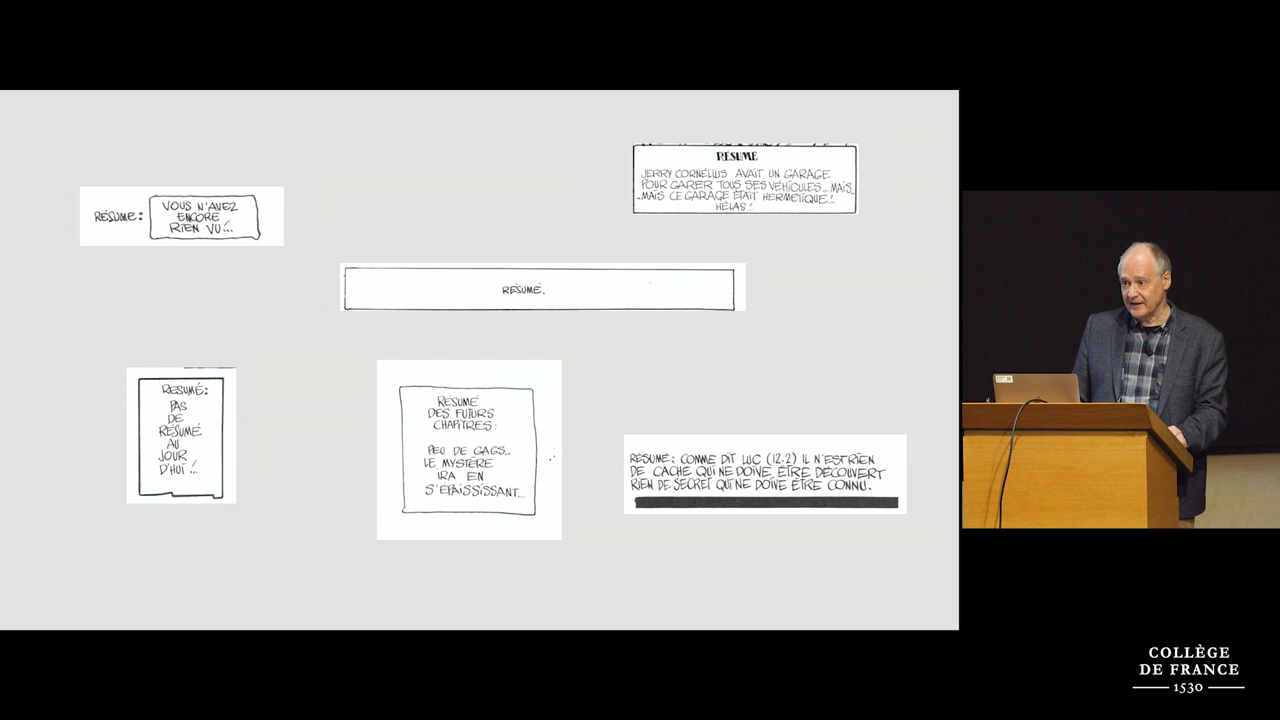 RÉSUMÉ:
VOUS N'AVEZ
ENCORE
RIEN VU...
RÉSUMÉ
JERRY CORNÉLIUS AVAIT UN GARAGE
POUR GARER TOUS SES VÉHICULES... MAIS..
..MAIS CE GARAGE ÉTAIT HERMÉTIQUE!
HÉLAS!
RÉSUMÉ.
RÉSUMÉ:
PAS
DE
RÉSUMÉ
AU
JOUR
D'HUI!..
RÉSUMÉ
DES FUTURS
CHAPITRES:
PEU DE GAGS..
LE MYSTÈRE
IRA EN
S'ÉPAISSISSANT...
RÉSUMÉ: COMME DIT LUC (12.2) IL N'EST RIEN
DE CACHÉ QUI NE DOIVE ÊTRE DÉCOUVERT
RIEN DE SECRET QUI NE DOIVE ÊTRE CONNU.
COLLÈGE
DE FRANCE
1530